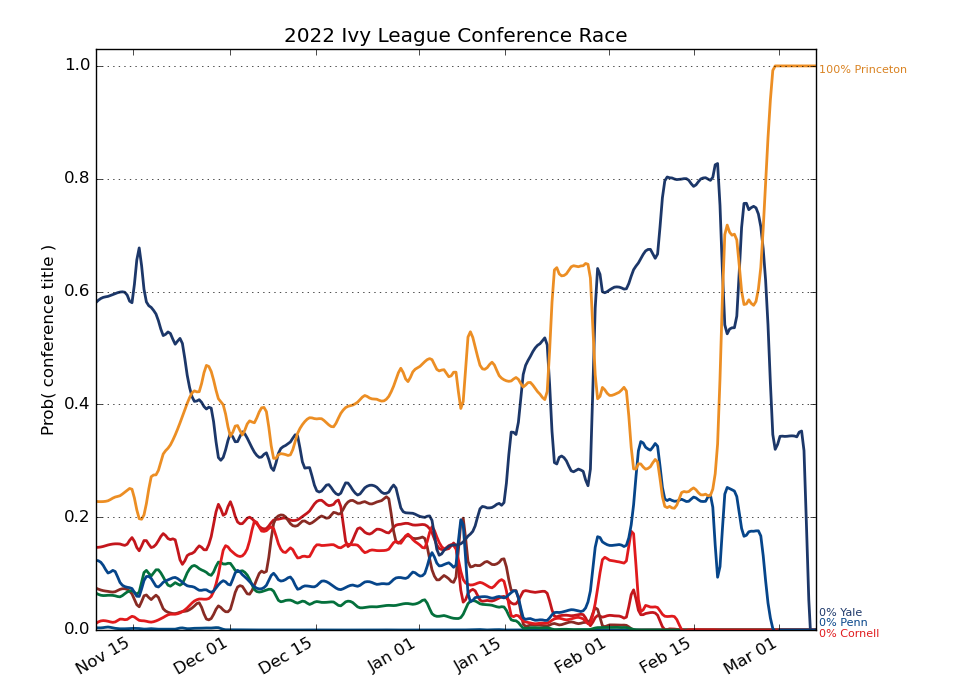 2022 Ivy League Conference Race
Prob( conference title )
1.0
0.8
0.6
0.4
0.2
0.0
Nov 15
Dec 01
Dec 15
Jan 01
Jan 15
Feb 01
Feb 15
Mar 01
100% Princeton
0% Yale
0% Penn
0% Cornell